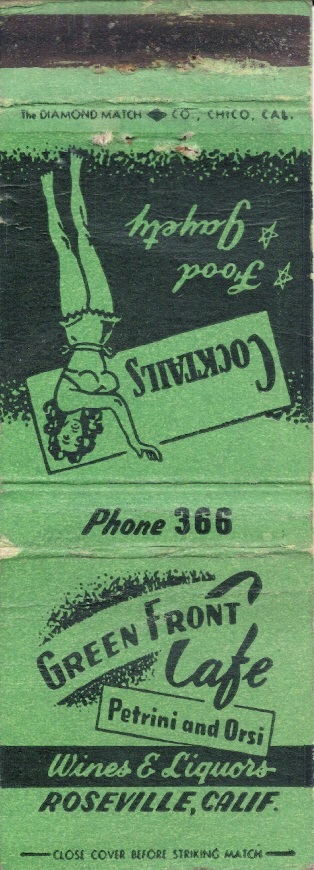 The DIAMOND MATCH CO., CHICO, CAL.
★ Food
★ Gayety
COCKTAILS
Phone 366
GREEN FRONT
Cafe
Petrini and Orsi
Wines & Liquors
ROSEVILLE, CALIF.
CLOSE COVER BEFORE STRIKING MATCH